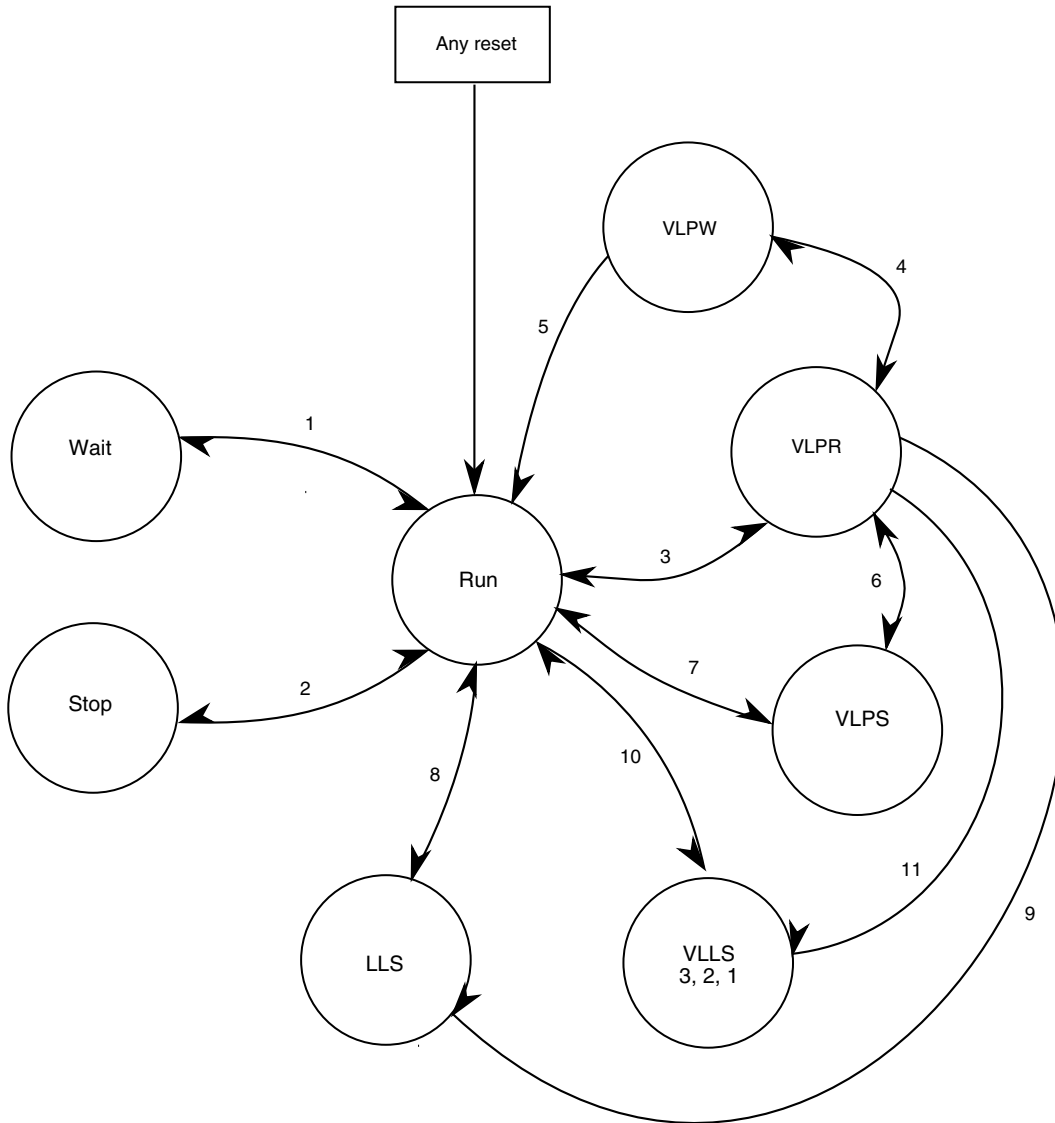 Any reset
VLPW
4
5
Wait
1
VLPR
Run
3
6
Stop
2
7
VLPS
10
8
11
9
LLS
VLLS
3, 2, 1